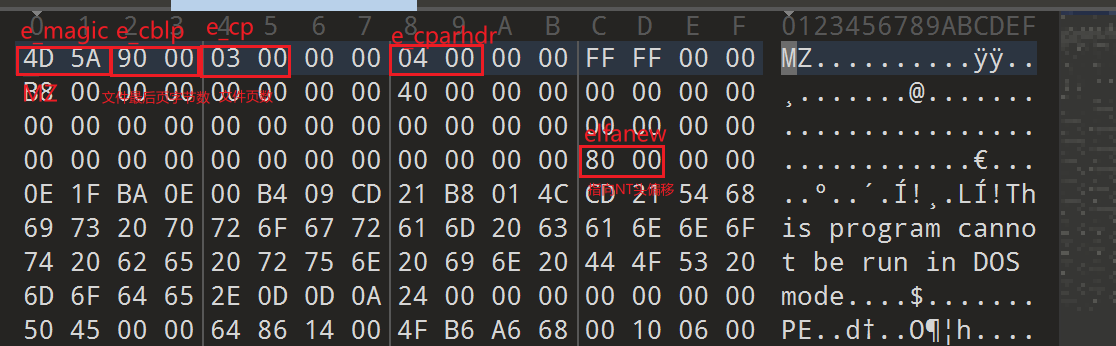 0 1 2 3 4 5 6 7 8 9 A B C D E F 0123456789ABCDEF
e_magic e_cblp e_cp e_cparhdr
4D 5A 90 00 03 00 00 00 04 00 00 00 FF FF 00 00 MZ..........ÿÿ..
B8 00 00 00 00 00 00 00 40 00 00 00 00 00 00 00 ¸.......@.......
MZ 文件最后页字节数 文件页数
00 00 00 00 00 00 00 00 00 00 00 00 00 00 00 00 ................
elfanew
00 00 00 00 00 00 00 00 00 00 00 00 80 00 00 00 ............€...
指向NT头偏移
0E 1F BA 0E 00 B4 09 CD 21 B8 01 4C CD 21 54 68 ..º..´.Í!¸.LÍ!Th
69 73 20 70 72 6F 67 72 61 6D 20 63 61 6E 6E 6F is program canno
74 20 62 65 20 72 75 6E 20 69 6E 20 44 4F 53 20 t be run in DOS
6D 6F 64 65 2E 0D 0D 0A 24 00 00 00 00 00 00 00 mode....$.......
50 45 00 00 64 86 14 00 4F B6 A6 68 00 10 06 00 PE..d†..O¶¦h....